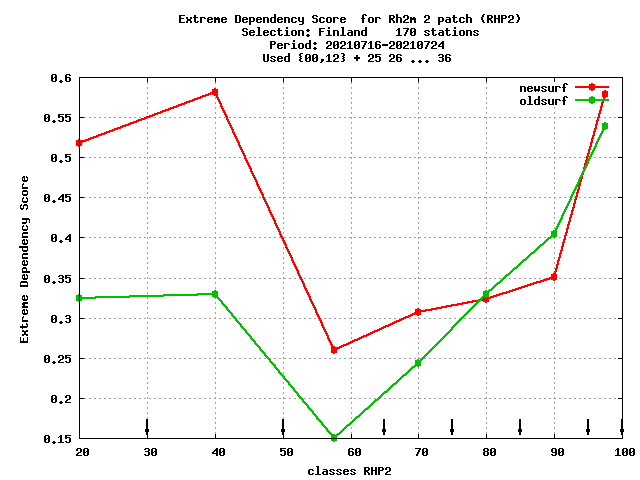 Extreme Dependency Score  for Rh2m 2 patch (RHP2)
Selection: Finland    170 stations
Period: 20210716-20210724
Used {00,12} + 25 26 ... 36
newsurf
oldsurf
0.6
0.55
0.5
0.45
0.4
0.35
0.3
0.25
0.2
0.15
Extreme Dependency Score
20 30 40 50 60 70 80 90 100
classes RHP2